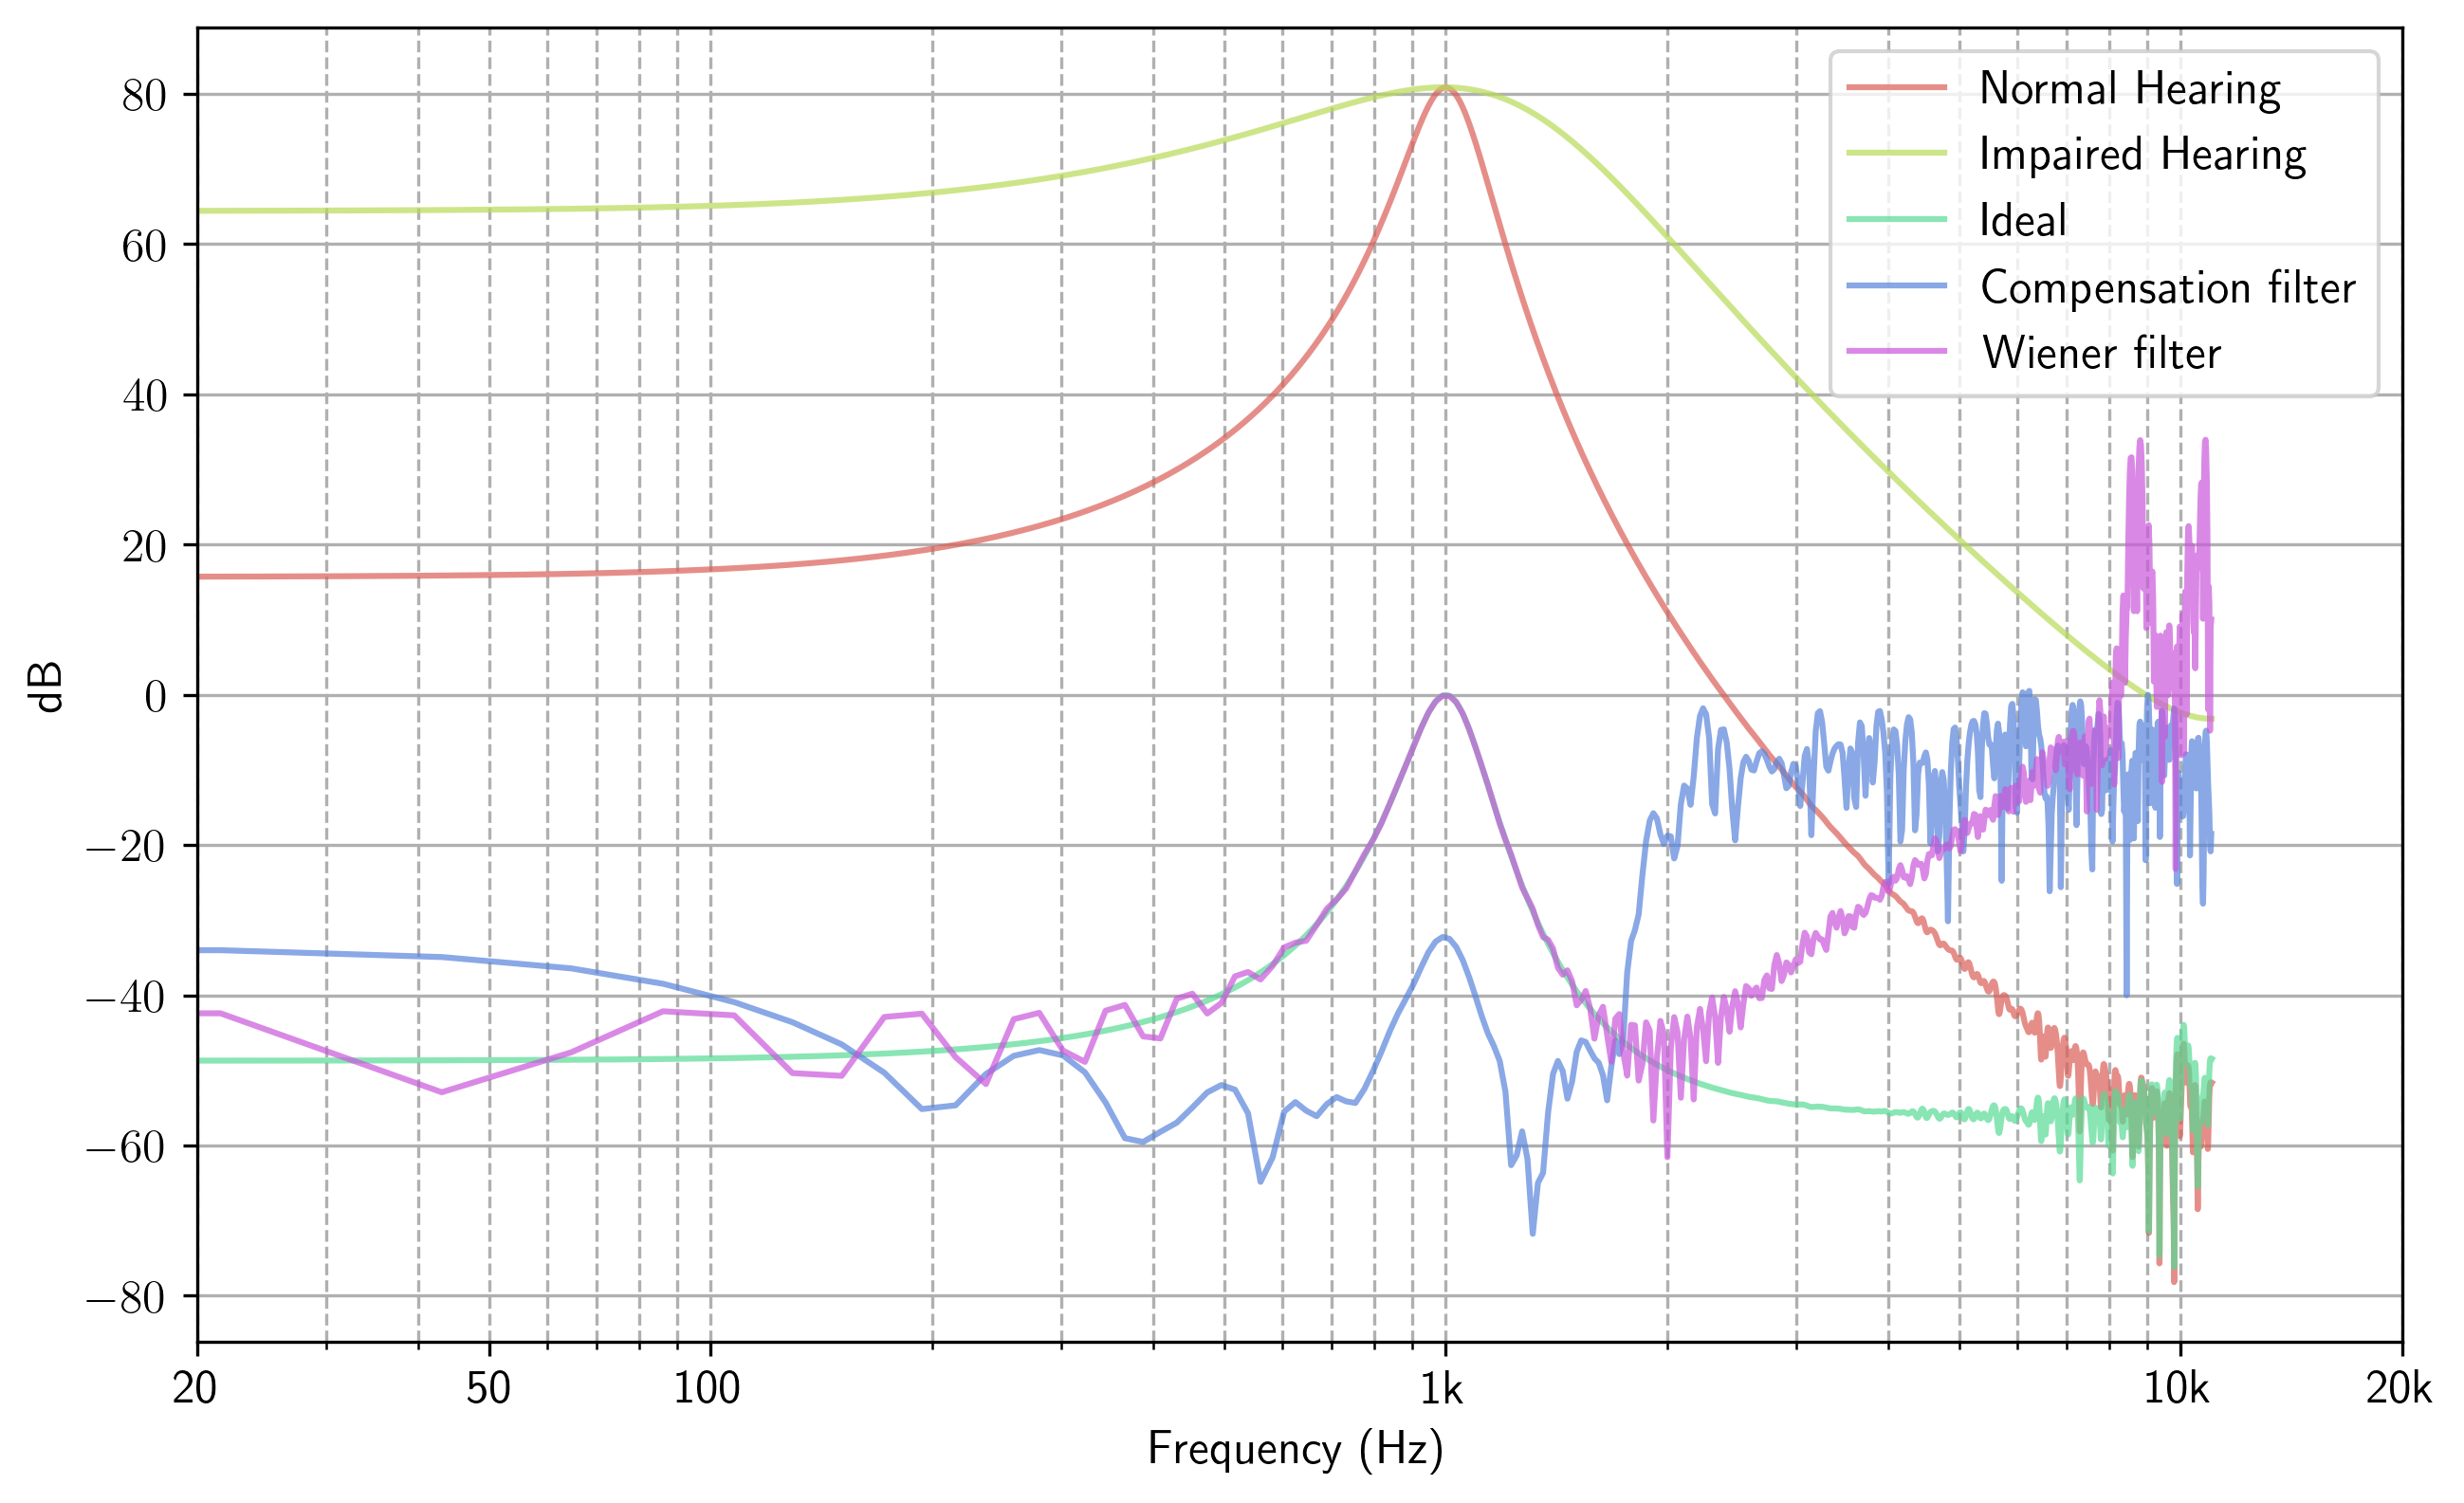 Normal Hearing
Impaired Hearing
Ideal
Compensation filter
Wiener filter
80
60
40
20
0
−20
−40
−60
−80
dB
20 50 100 1k 10k 20k
Frequency (Hz)